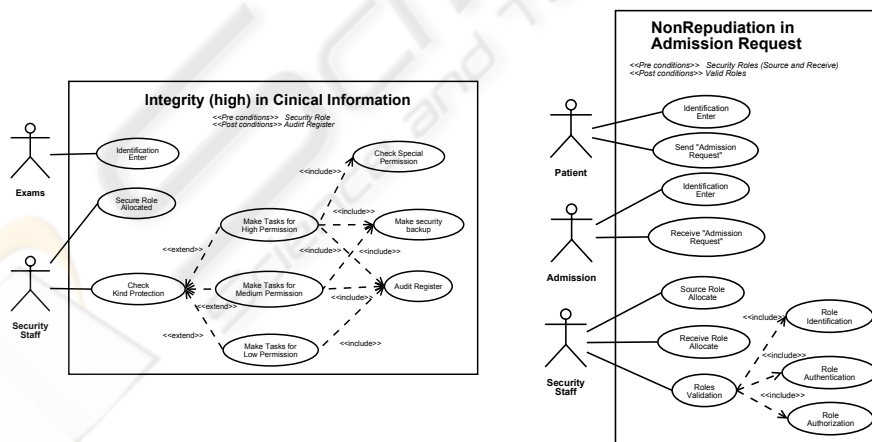 Integrity (high) in Cinical Information
<<Pre conditions>> Security Role
<<Post conditions>> Audirt Register
Exams
Identification
Enter
Secure Role
Allocated
Security
Staff
Check
Kind Protection
<<extend>>
<<extend>>
<<extend>>
Make Tasks for
High Permission
Make Tasks for
Medium Permission
Make Tasks for
Low Permission
<<include>>
<<include>>
<<include>>
<<include>>
<<include>>
<<include>>
Check Special
Permission
Make security
backup
Audit Register
NonRepudiation in
Admission Request
<<Pre conditions>> Security Roles (Source and Receive)
<<Post conditions>> Valid Roles
Patient
Identification
Enter
Send "Admission
Request"
Admission
Identification
Enter
Receive "Admission
Request"
Security
Staff
Source Role
Allocate
Receive Role
Allocate
Roles
Validation
<<include>>
<<include>>
<<include>>
Role
Identification
Role
Authentication
Role
Authorization